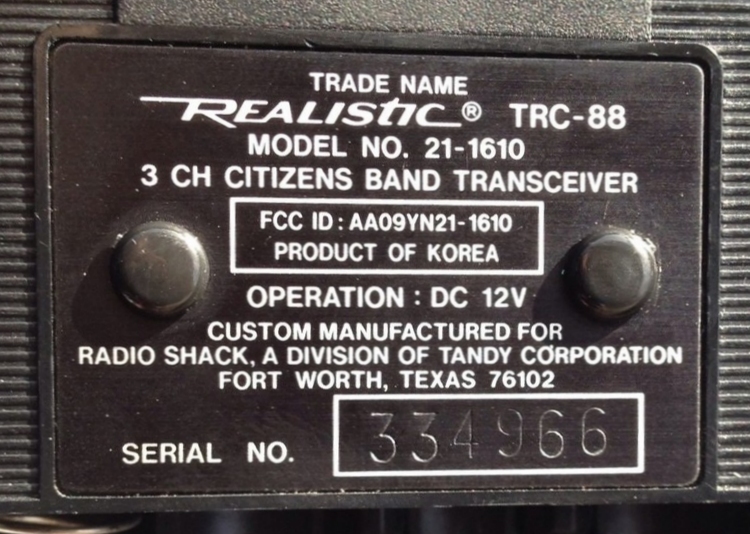 TRADE NAME
REALISTIC® TRC-88
MODEL NO. 21-1610
3 CH CITIZENS BAND TRANSCEIVER
FCC ID : AA09YN21-1610
PRODUCT OF KOREA
OPERATION : DC 12V
CUSTOM MANUFACTURED FOR
RADIO SHACK, A DIVISION OF TANDY CORPORATION
FORT WORTH, TEXAS 76102
SERIAL NO. 334966